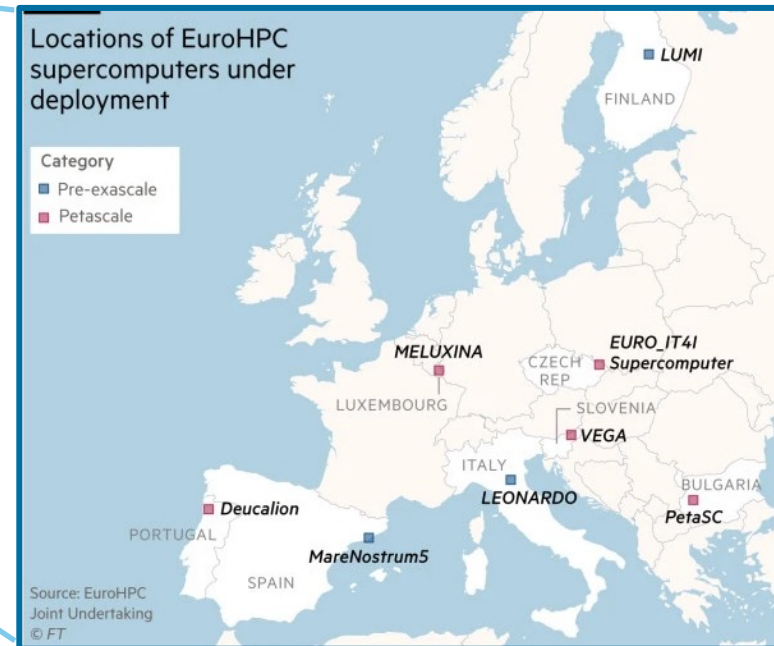 Locations of EuroHPC
supercomputers under
deployment
Category
Pre-exascale
Petascale
LUMI
FINLAND
MELUXINA
LUXEMBOURG
CZECH
REP
EURO_IT4I
Supercomputer
SLOVENIA
VEGA
ITALY
LEONARDO
BULGARIA
PetaSC
Deucalion
PORTUGAL
MareNostrum5
SPAIN
Source: EuroHPC
Joint Undertaking
© FT